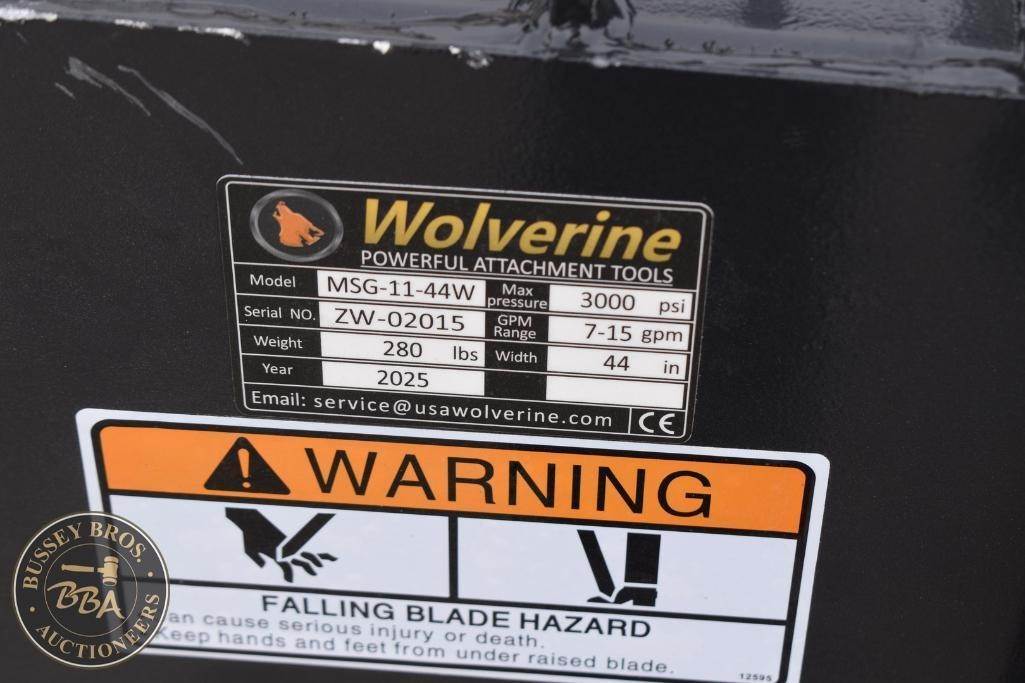 Wolverine
POWERFUL ATTACHMENT TOOLS
Model MSG-11-44W Max pressure 3000 psi
Serial NO. ZW-02015 GPM Range 7-15 gpm
Weight 280 lbs Width 44 in
Year 2025
Email: service@usawolverine.com CE
WARNING
FALLING BLADE HAZARD
an cause serious injury or death.
Keep hands and feet from under raised blade.
12595
BUSSEY BROS.
BBA
AUCTIONEERS